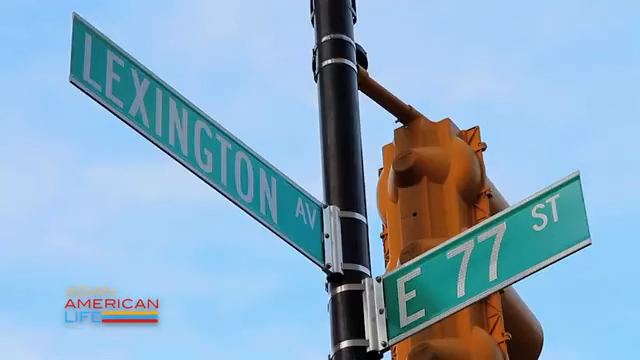 LEXINGTON AV
E 77 ST
ASIAN
AMERICAN
LIFE